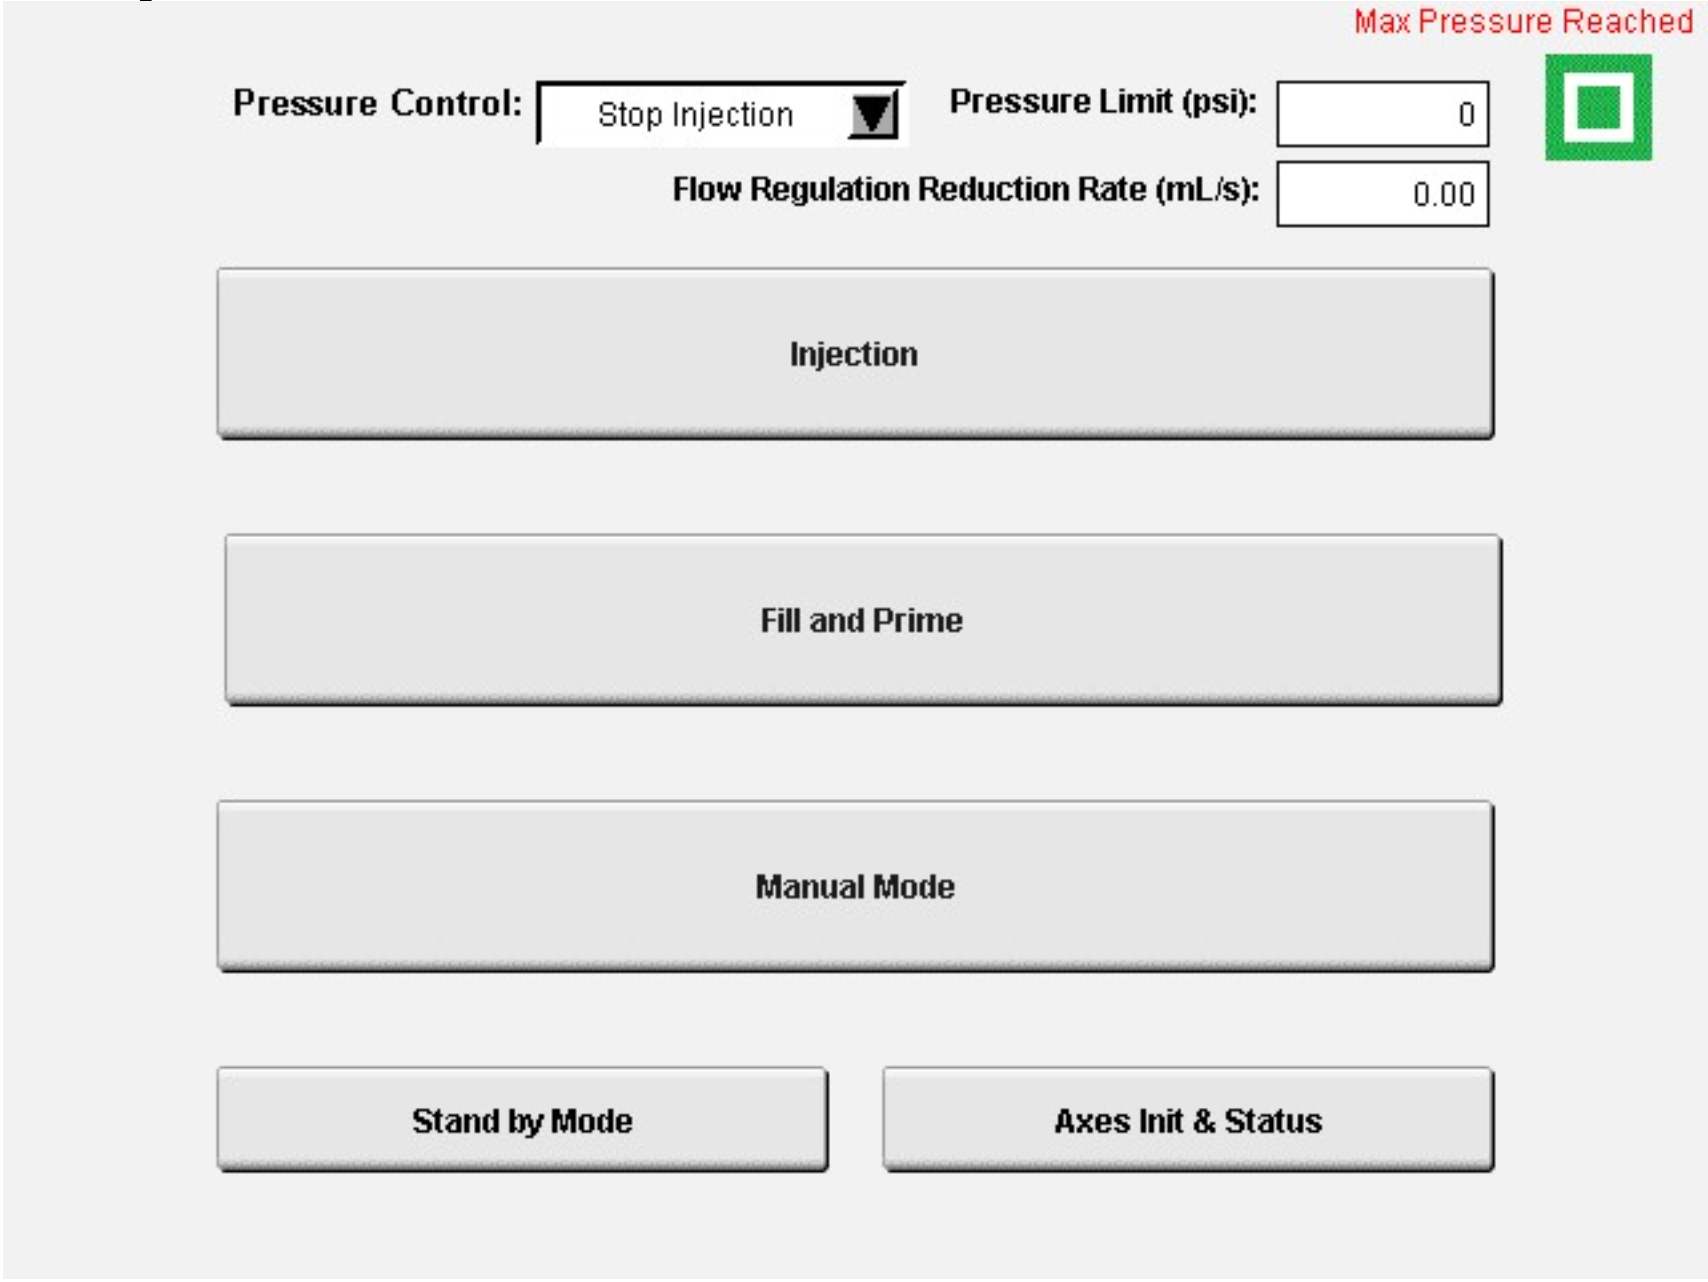 Max Pressure Reached
Pressure Control: Stop Injection Pressure Limit (psi): 0
Flow Regulation Reduction Rate (mL/s): 0.00
Injection
Fill and Prime
Manual Mode
Stand by Mode Axes Init & Status